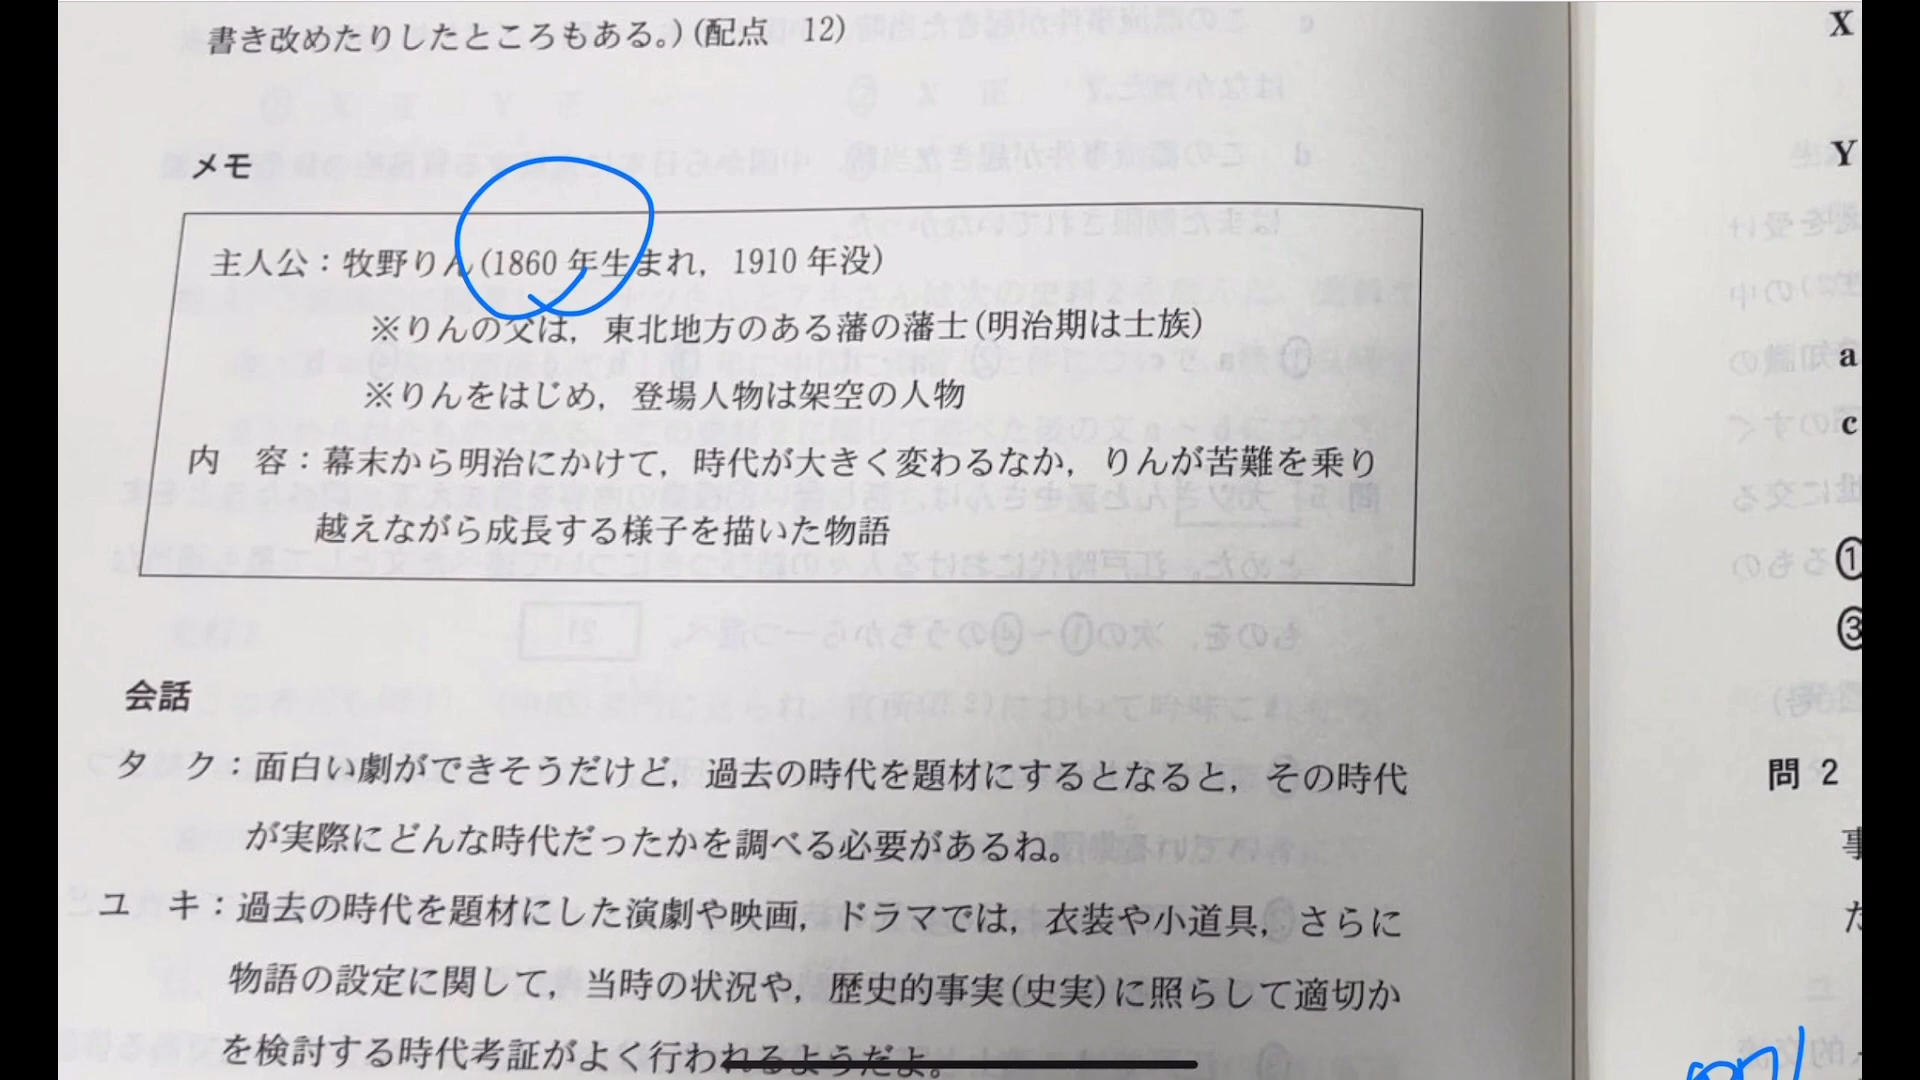 書き改めたりしたところもある。）（配点　12）
メモ
主人公：牧野りん（1860 年生まれ，1910 年没）
※りんの父は，東北地方のある藩の藩士（明治期は士族）
※りんをはじめ，登場人物は架空の人物
内　容：幕末から明治にかけて，時代が大きく変わるなか，りんが苦難を乗り
越えながら成長する様子を描いた物語
会話
タ　ク：面白い劇ができそうだけど，過去の時代を題材にするとなると，その時代
が実際にどんな時代だったかを調べる必要があるね。
ユ　キ：過去の時代を題材にした演劇や映画，ドラマでは，衣装や小道具，さらに
物語の設定に関して，当時の状況や，歴史的事実（史実）に照らして適切か
を検討する時代考証がよく行われるようだよ。
X
Y
a
c
①
③
問 2
事
た